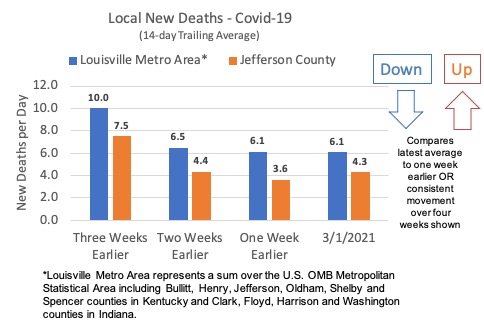 Local New Deaths - Covid-19
(14-day Trailing Average)
Louisville Metro Area* Jefferson County
Down Up
New Deaths per Day
12.0
10.0
8.0
6.0
4.0
2.0
0.0
10.0
7.5
6.5
4.4
6.1
3.6
6.1
4.3
Three Weeks Earlier
Two Weeks Earlier
One Week Earlier
3/1/2021
Compares
latest average
to one week
earlier OR
consistent
movement
over four
weeks shown
*Louisville Metro Area represents a sum over the U.S. OMB Metropolitan
Statistical Area including Bullitt, Henry, Jefferson, Oldham, Shelby and
Spencer counties in Kentucky and Clark, Floyd, Harrison and Washington
counties in Indiana.